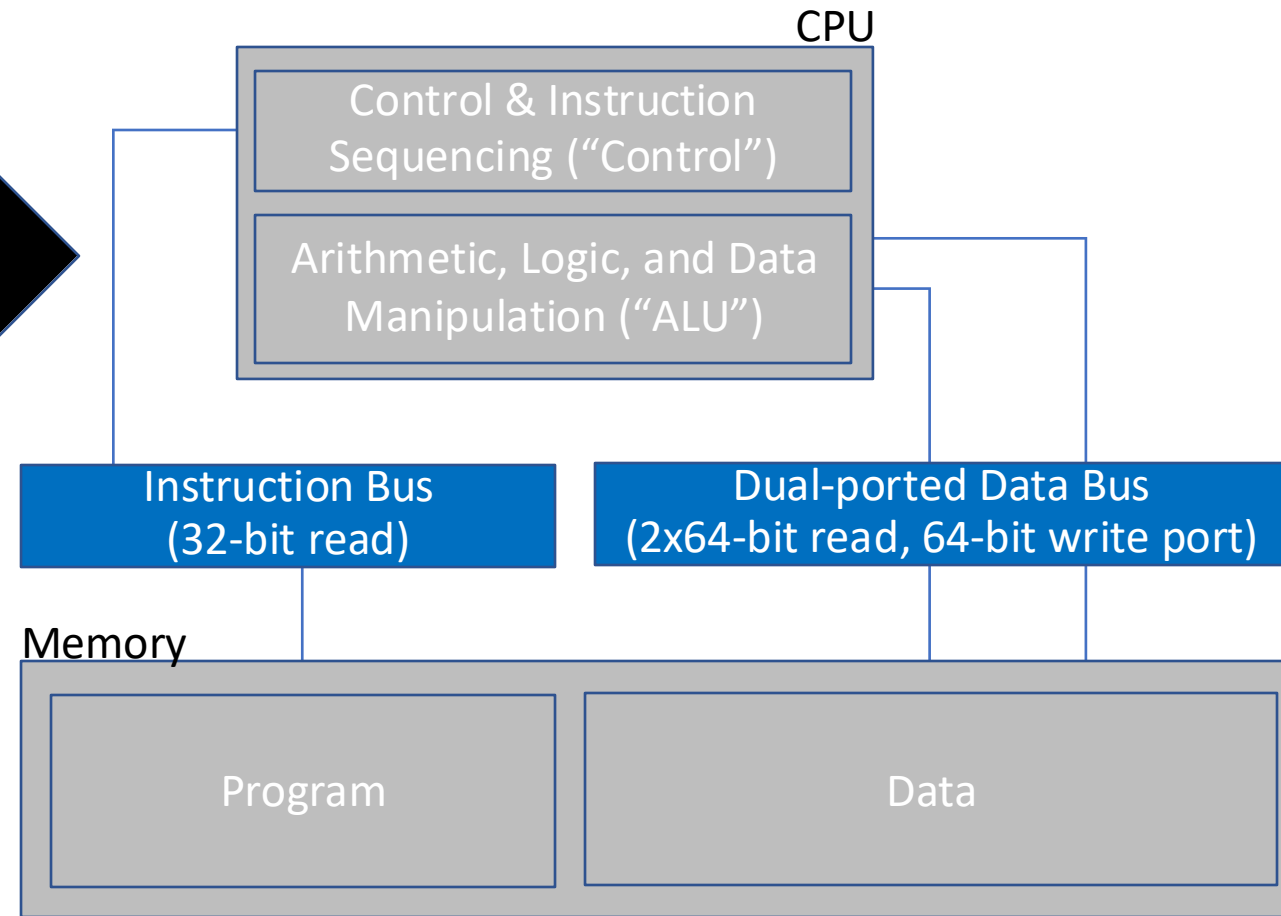 CPU
Control & Instruction
Sequencing (“Control”)
Arithmetic, Logic, and Data
Manipulation (“ALU”)
Instruction Bus
(32-bit read)
Dual-ported Data Bus
(2x64-bit read, 64-bit write port)
Memory
Program
Data